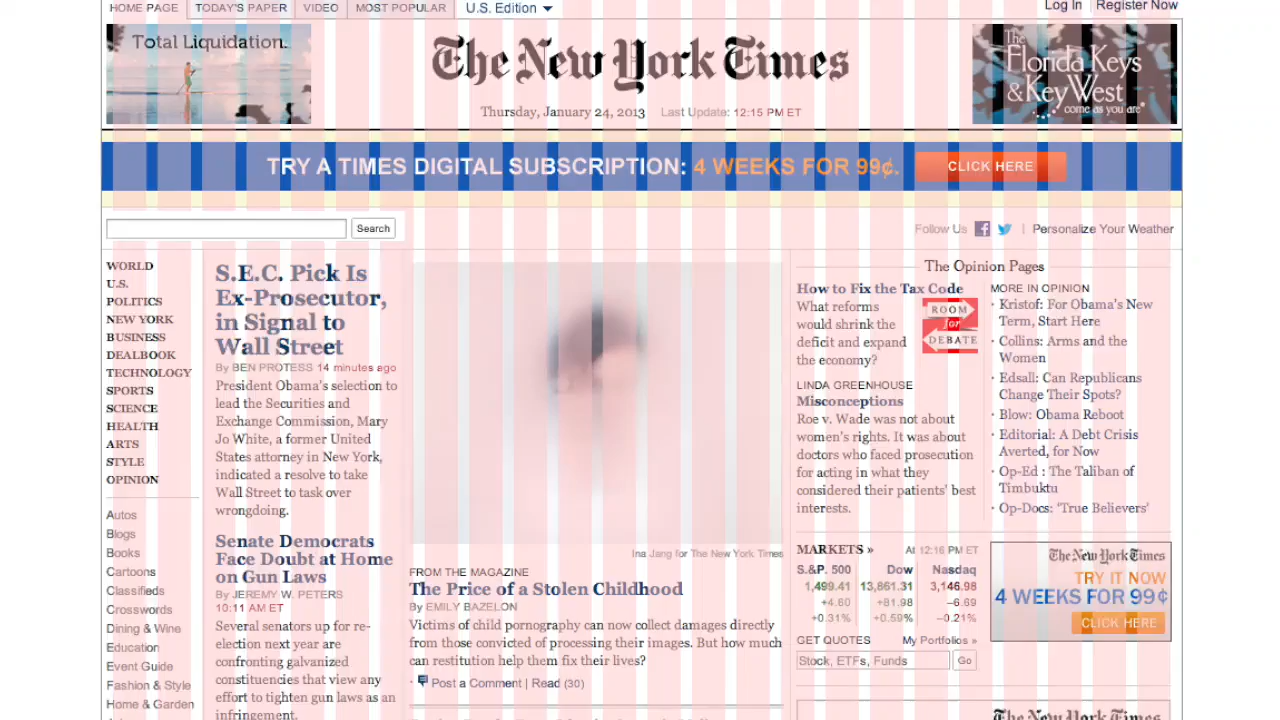 HOME PAGE TODAY'S PAPER VIDEO MOST POPULAR U.S. Edition
Log In Register Now
Total Liquidation.
The New York Times
Thursday, January 24, 2013 Last Update: 12:15 PM ET
The
Florida Keys
& Key West
come as you are®
TRY A TIMES DIGITAL SUBSCRIPTION: 4 WEEKS FOR 99¢.
CLICK HERE
Search
Follow Us
Personalize Your Weather
WORLD
U.S.
POLITICS
NEW YORK
BUSINESS
DEALBOOK
TECHNOLOGY
SPORTS
SCIENCE
HEALTH
ARTS
STYLE
OPINION
Autos
Blogs
Books
Cartoons
Classifieds
Crosswords
Dining & Wine
Education
Event Guide
Fashion & Style
Home & Garden
S.E.C. Pick Is
Ex-Prosecutor,
in Signal to
Wall Street
By BEN PROTESS 14 minutes ago
President Obama's selection to
lead the Securities and
Exchange Commission, Mary
Jo White, a former United
States attorney in New York,
indicated a resolve to take
Wall Street to task over
wrongdoing.
Senate Democrats
Face Doubt at Home
on Gun Laws
By JEREMY W. PETERS
10:11 AM ET
Several senators up for re-
election next year are
confronting galvanized
constituencies that view any
effort to tighten gun laws as an
infringement.
Ina Jang for The New York Times
FROM THE MAGAZINE
The Price of a Stolen Childhood
By EMILY BAZELON
Victims of child pornography can now collect damages directly
from those convicted of processing their images. But how much
can restitution help them fix their lives?
· Post a Comment | Read (30)
The Opinion Pages
How to Fix the Tax Code
What reforms
would shrink the
deficit and expand
the economy?
ROOM
for
DEBATE
LINDA GREENHOUSE
Misconceptions
Roe v. Wade was not about
women's rights. It was about
doctors who faced prosecution
for acting in what they
considered their patients' best
interests.
MORE IN OPINION
· Kristof: For Obama's New
Term, Start Here
· Collins: Arms and the
Women
· Edsall: Can Republicans
Change Their Spots?
· Blow: Obama Reboot
· Editorial: A Debt Crisis
Averted, for Now
· Op-Ed : The Taliban of
Timbuktu
· Op-Docs: 'True Believers'
MARKETS » At 12:16 PM ET
S.&P. 500 Dow Nasdaq
1,499.41 13,861.31 3,146.98
+4.60 +81.98 -6.69
+0.31% +0.59% -0.21%
GET QUOTES My Portfolios »
Stock, ETFs, Funds Go
The New York Times
TRY IT NOW
4 WEEKS FOR 99¢
CLICK HERE
The New York Times